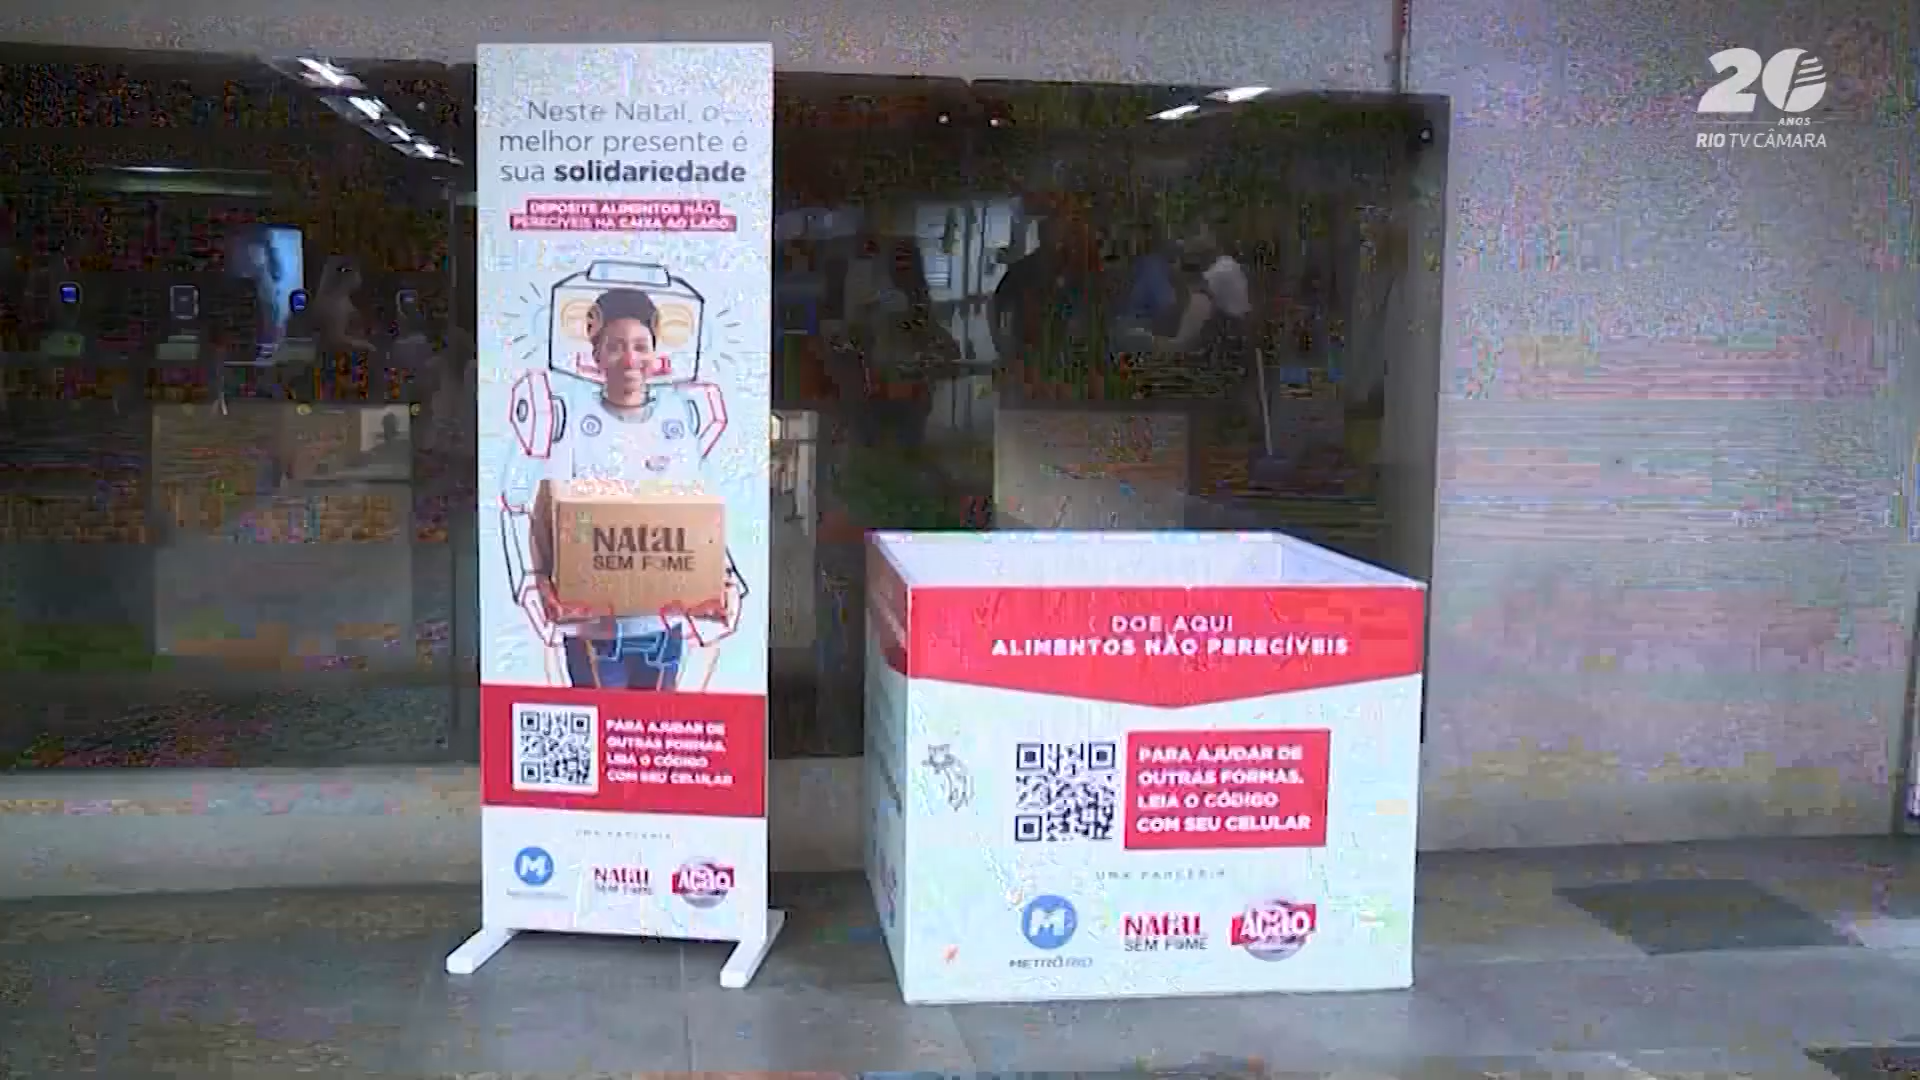 20
ANOS
RIO TV CÂMARA
Neste Natal, o
melhor presente é
sua solidariedade
DEPOSITE ALIMENTOS NÃO
PERECÍVEIS NA CAIXA AO LADO
NATAL
SEM FOME
PARA AJUDAR DE
OUTRAS FORMAS,
LEIA O CÓDIGO
COM SEU CELULAR
UMA PARCERIA
NATAL
SEM FOME
AÇÃO
DOE AQUI
ALIMENTOS NÃO PERECÍVEIS
PARA AJUDAR DE
OUTRAS FORMAS,
LEIA O CÓDIGO
COM SEU CELULAR
UMA PARCERIA
METRÔRIO
NATAL
SEM FOME
AÇÃO